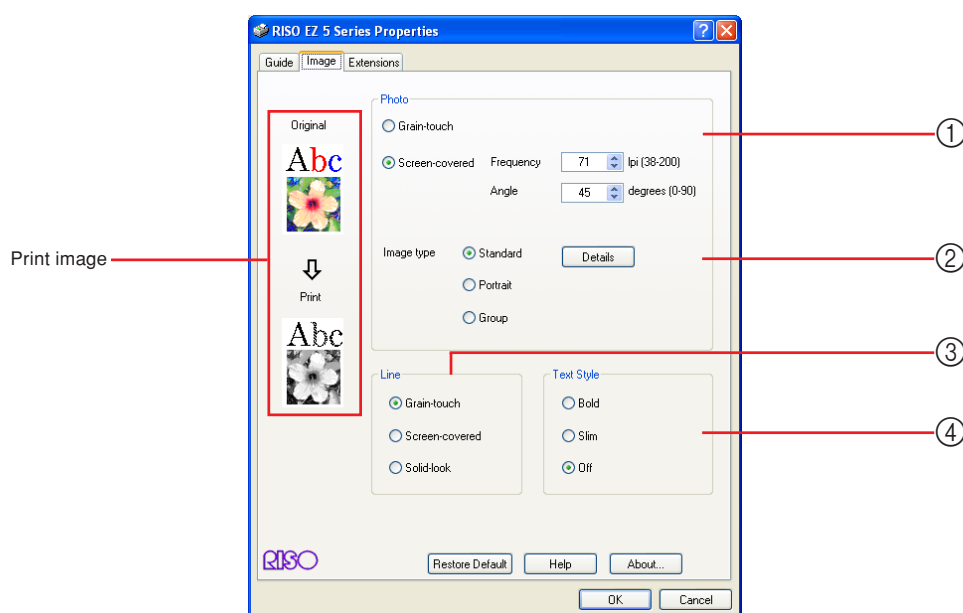 RISO EZ 5 Series Properties
Guide Image Extensions
Photo
Original
Grain-touch
①
Abc
Screen-covered Frequency 71 lpi (38-200)
Angle 45 degrees (0-90)
Print image
Image type Standard Details
②
Portrait
Print
Group
Abc
③
Line Text Style
Grain-touch Bold
Screen-covered Slim
④
Solid-look Off
RISO
Restore Default Help About...
OK Cancel